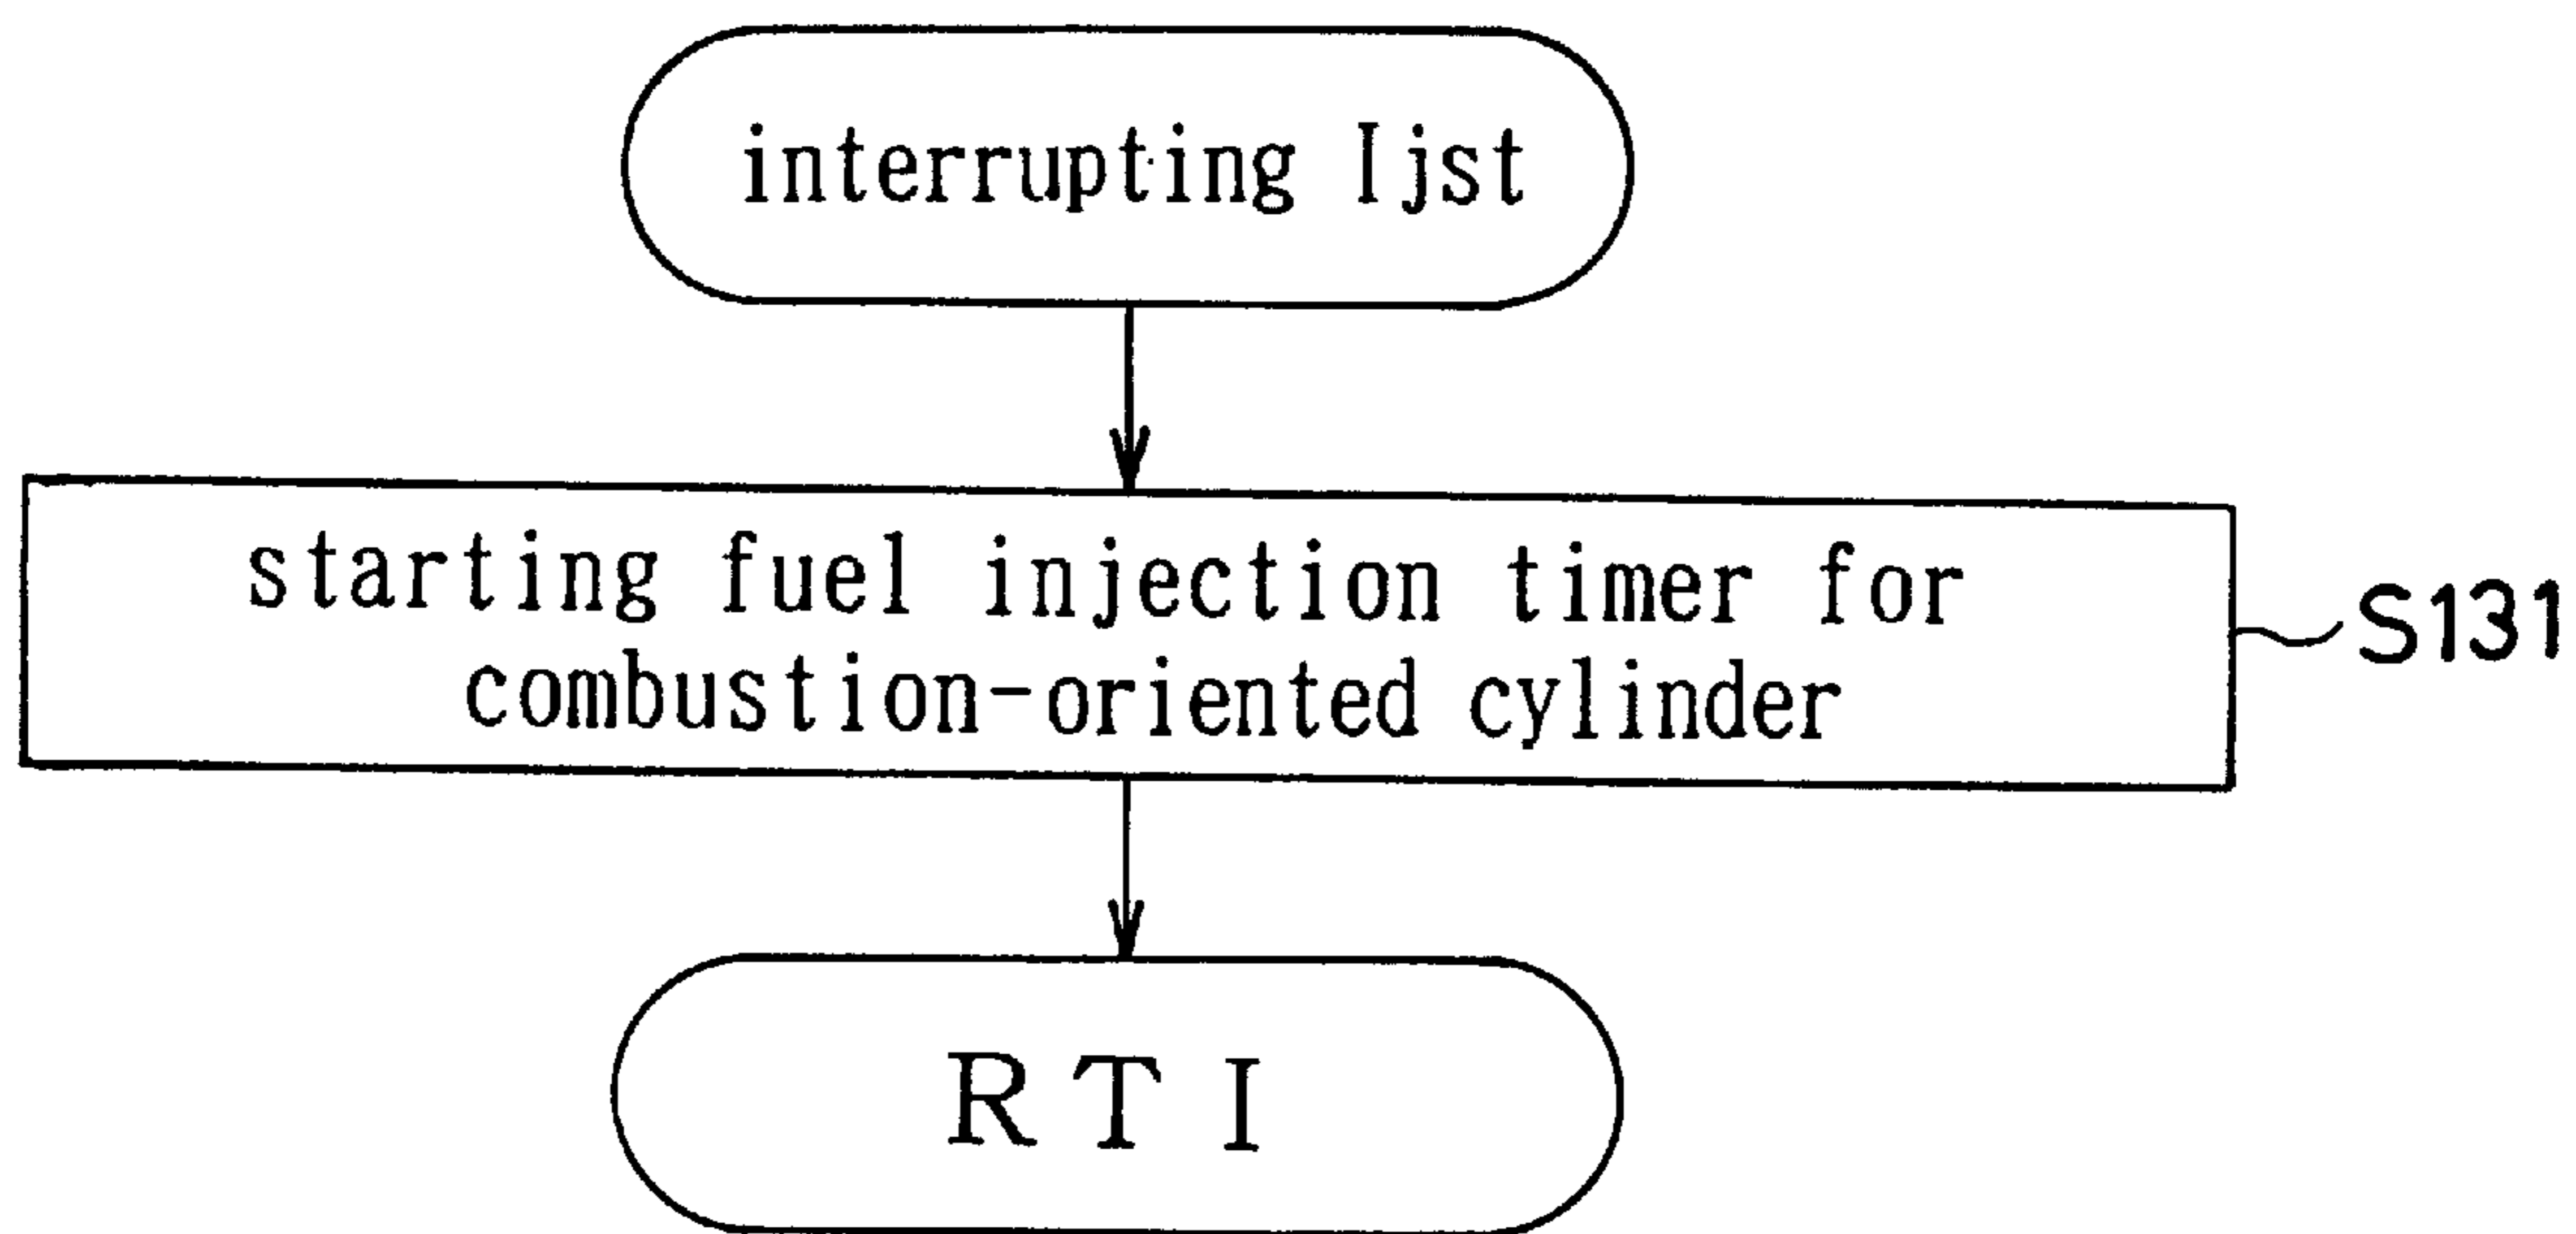 interrupting Ijst
starting fuel injection timer for
combustion-oriented cylinder
S131
RTI